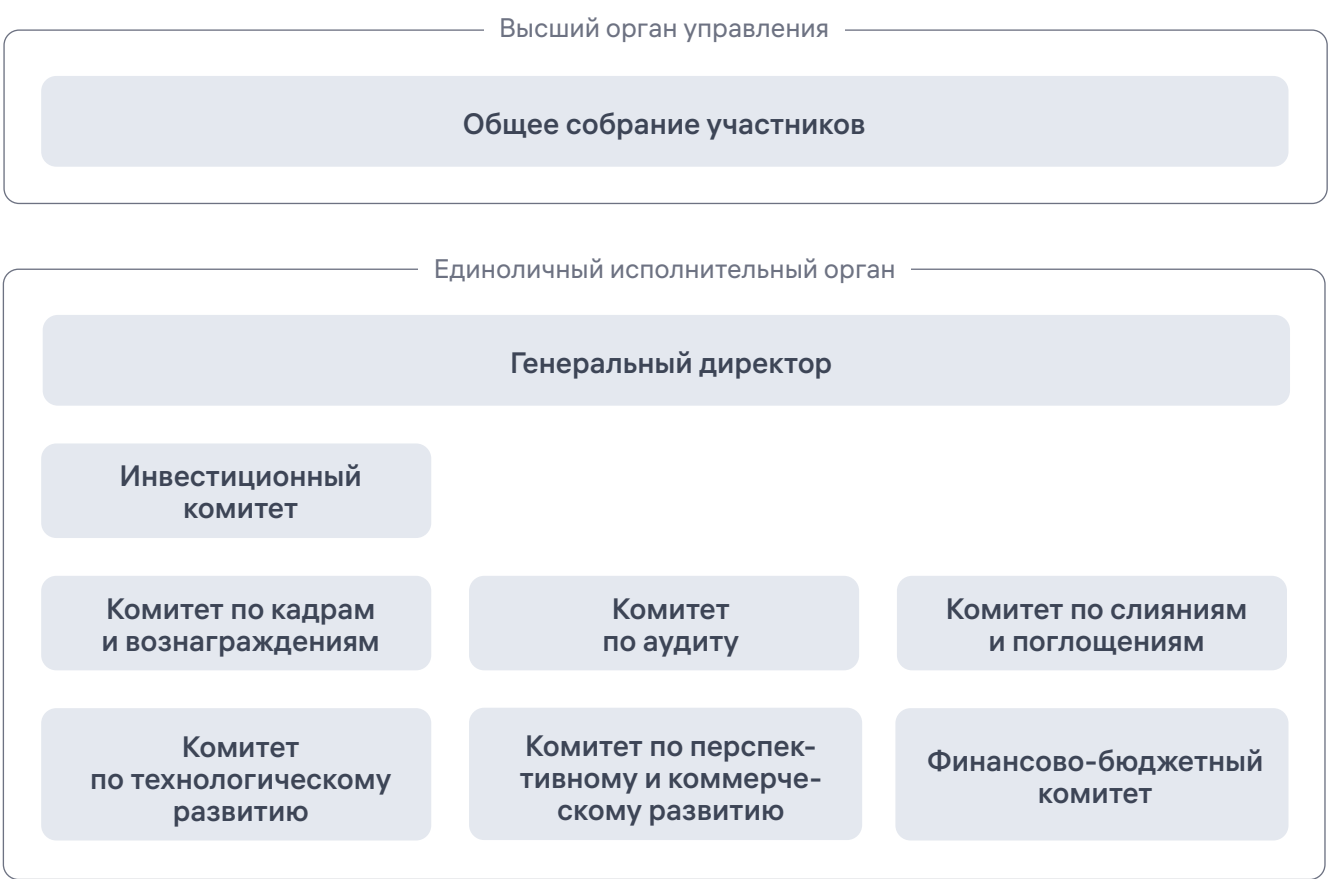 Высший орган управления
Общее собрание участников
Единоличный исполнительный орган
Генеральный директор
Инвестиционный
комитет
Комитет по кадрам
и вознаграждениям
Комитет
по аудиту
Комитет по слияниям
и поглощениям
Комитет
по технологическому
развитию
Комитет по перспек-
тивному и коммерче-
скому развитию
Финансово-бюджетный
комитет